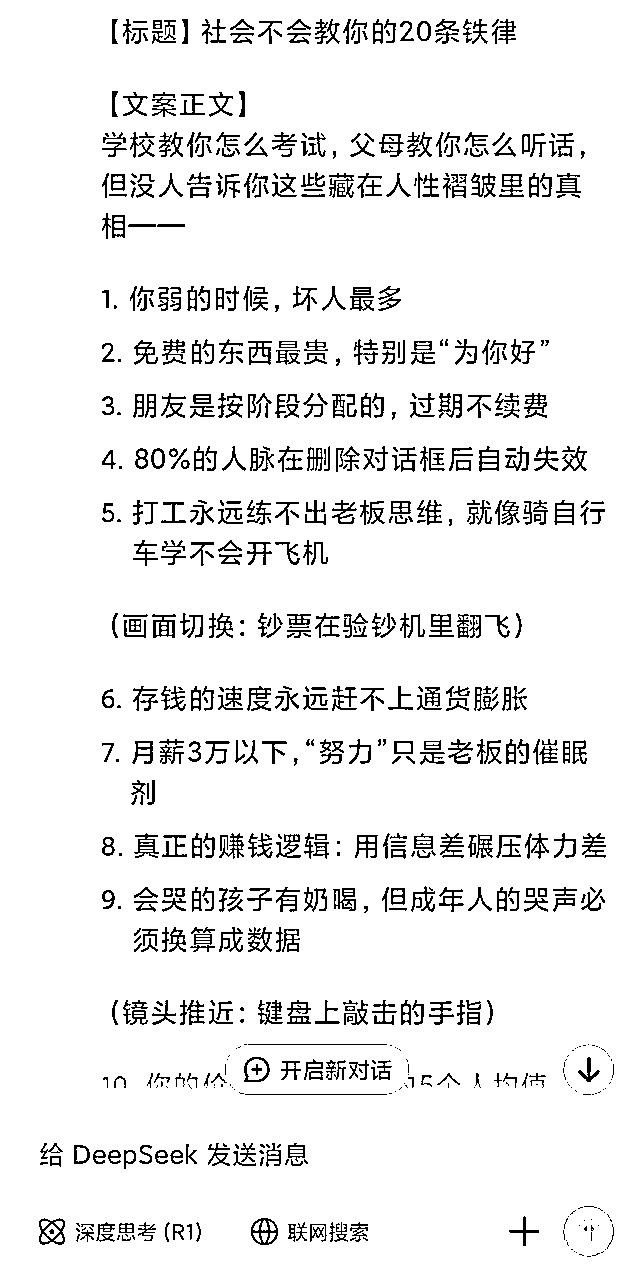 【标题】社会不会教你的20条铁律
【文案正文】
学校教你怎么考试，父母教你怎么听话，
但没人告诉你这些藏在人性褶皱里的真
相——
1. 你弱的时候，坏人最多
2. 免费的东西最贵，特别是“为你好”
3. 朋友是按阶段分配的，过期不续费
4. 80%的人脉在删除对话框后自动失效
5. 打工永远练不出老板思维，就像骑自行
车学不会开飞机
（画面切换：钞票在验钞机里翻飞）
6. 存钱的速度永远赶不上通货膨胀
7. 月薪3万以下，“努力”只是老板的催眠
剂
8. 真正的赚钱逻辑：用信息差碾压体力差
9. 会哭的孩子有奶喝，但成年人的哭声必
须换算成数据
（镜头推近：键盘上敲击的手指）
10. 你的价 15个人均值
开启新对话
给 DeepSeek 发送消息
深度思考 (R1) 联网搜索